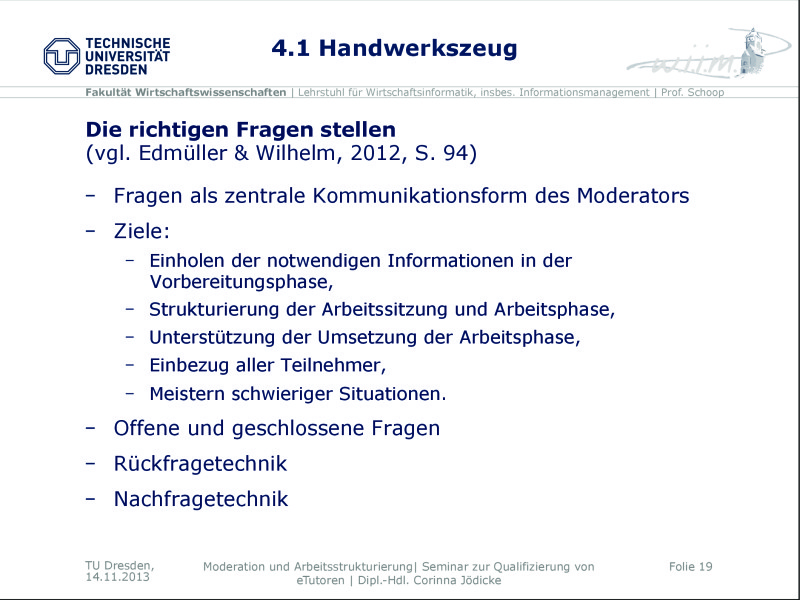 TECHNISCHE
UNIVERSITÄT
DRESDEN
4.1 Handwerkszeug
w.i.i.m.
Fakultät Wirtschaftswissenschaften | Lehrstuhl für Wirtschaftsinformatik, insbes. Informationsmanagement | Prof. Schoop
Die richtigen Fragen stellen
(vgl. Edmüller & Wilhelm, 2012, S. 94)
– Fragen als zentrale Kommunikationsform des Moderators
– Ziele:
– Einholen der notwendigen Informationen in der
Vorbereitungsphase,
– Strukturierung der Arbeitssitzung und Arbeitsphase,
– Unterstützung der Umsetzung der Arbeitsphase,
– Einbezug aller Teilnehmer,
– Meistern schwieriger Situationen.
– Offene und geschlossene Fragen
– Rückfragetechnik
– Nachfragetechnik
TU Dresden,
14.11.2013
Moderation und Arbeitsstrukturierung| Seminar zur Qualifizierung von
eTutoren | Dipl.-Hdl. Corinna Jödicke
Folie 19